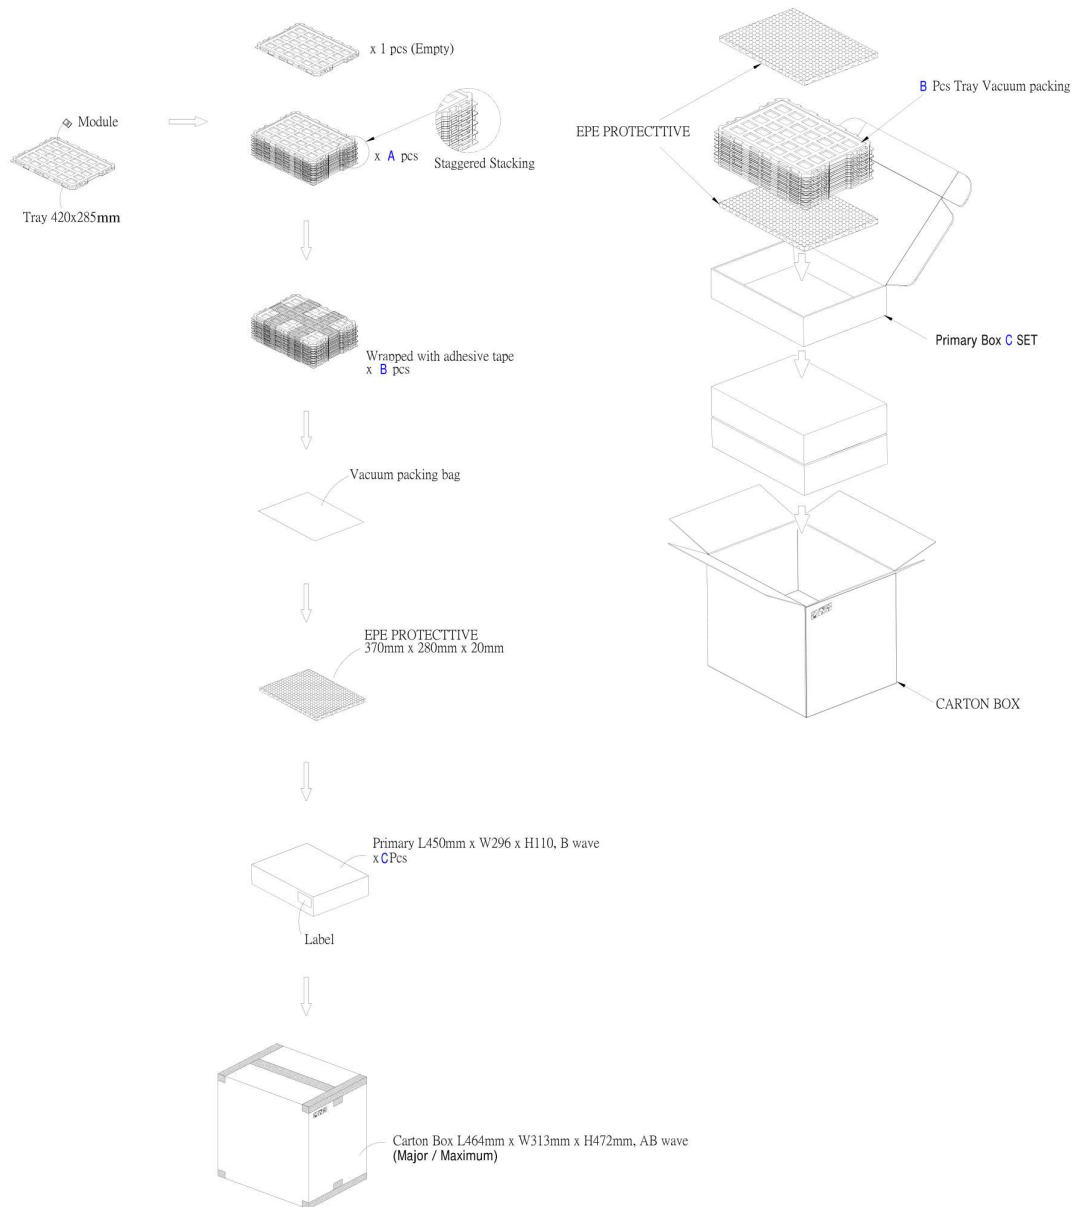 x 1 pcs (Empty)
Module
x A pcs
Staggered Stacking
Tray 420x285mm
Wrapped with adhesive tape
x B pcs
Vacuum packing bag
EPE PROTECTTIVE
370mm x 280mm x 20mm
Primary L450mm x W296 x H110, B wave
x C Pcs
Label
Carton Box L464mm x W313mm x H472mm, AB wave
(Major / Maximum)
B Pcs Tray Vacuum packing
EPE PROTECTTIVE
Primary Box C SET
CARTON BOX